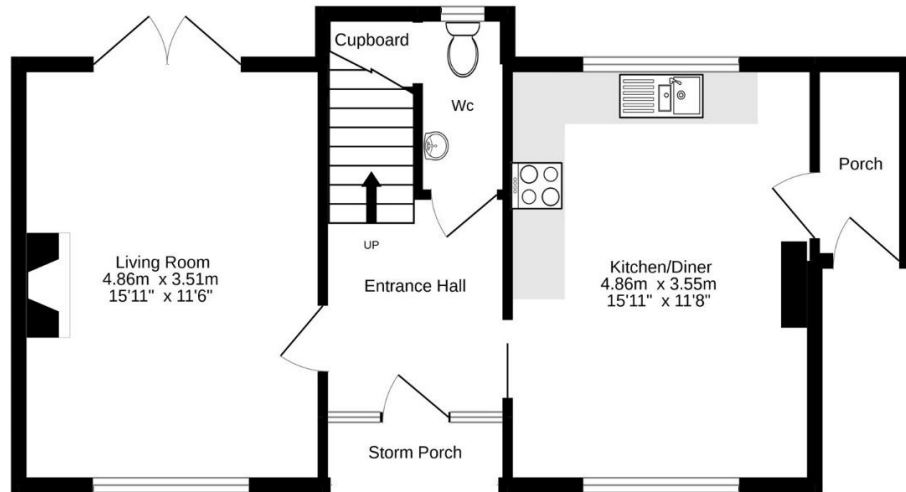 Cupboard
Wc
Porch
UP
Living Room
4.86m x 3.51m
15'11" x 11'6"
Entrance Hall
Kitchen/Diner
4.86m x 3.55m
15'11" x 11'8"
Storm Porch